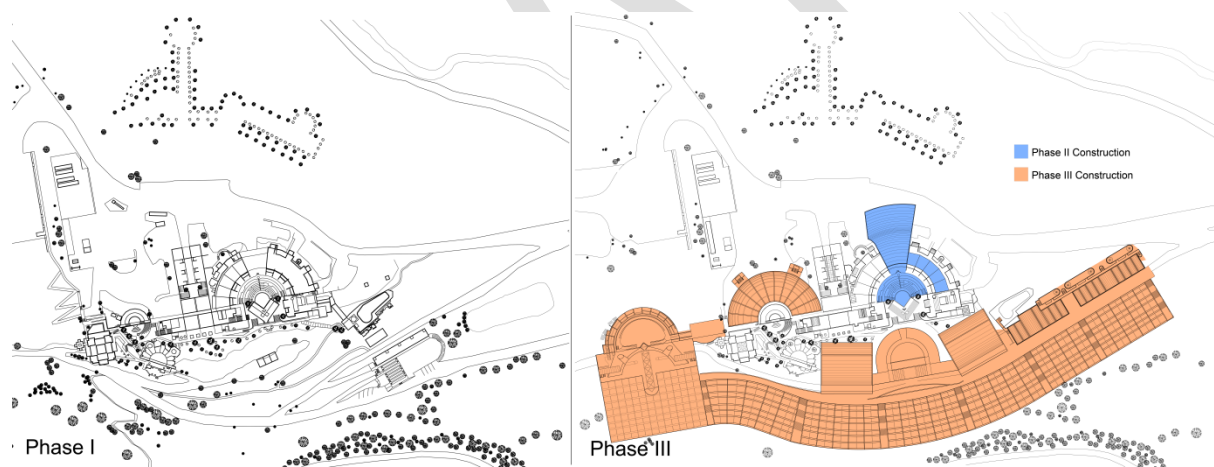 Phase II Construction
Phase III Construction
Phase I
Phase III